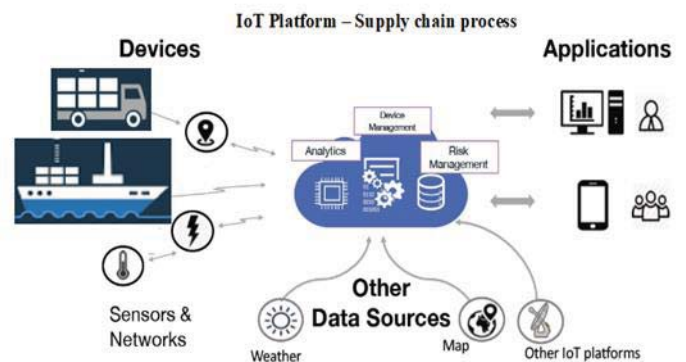 IoT Platform – Supply chain process
Devices
Applications
Device
Management
Analytics
Risk
Management
Other
Data Sources
Sensors &
Networks
Weather
Map
Other IoT platforms